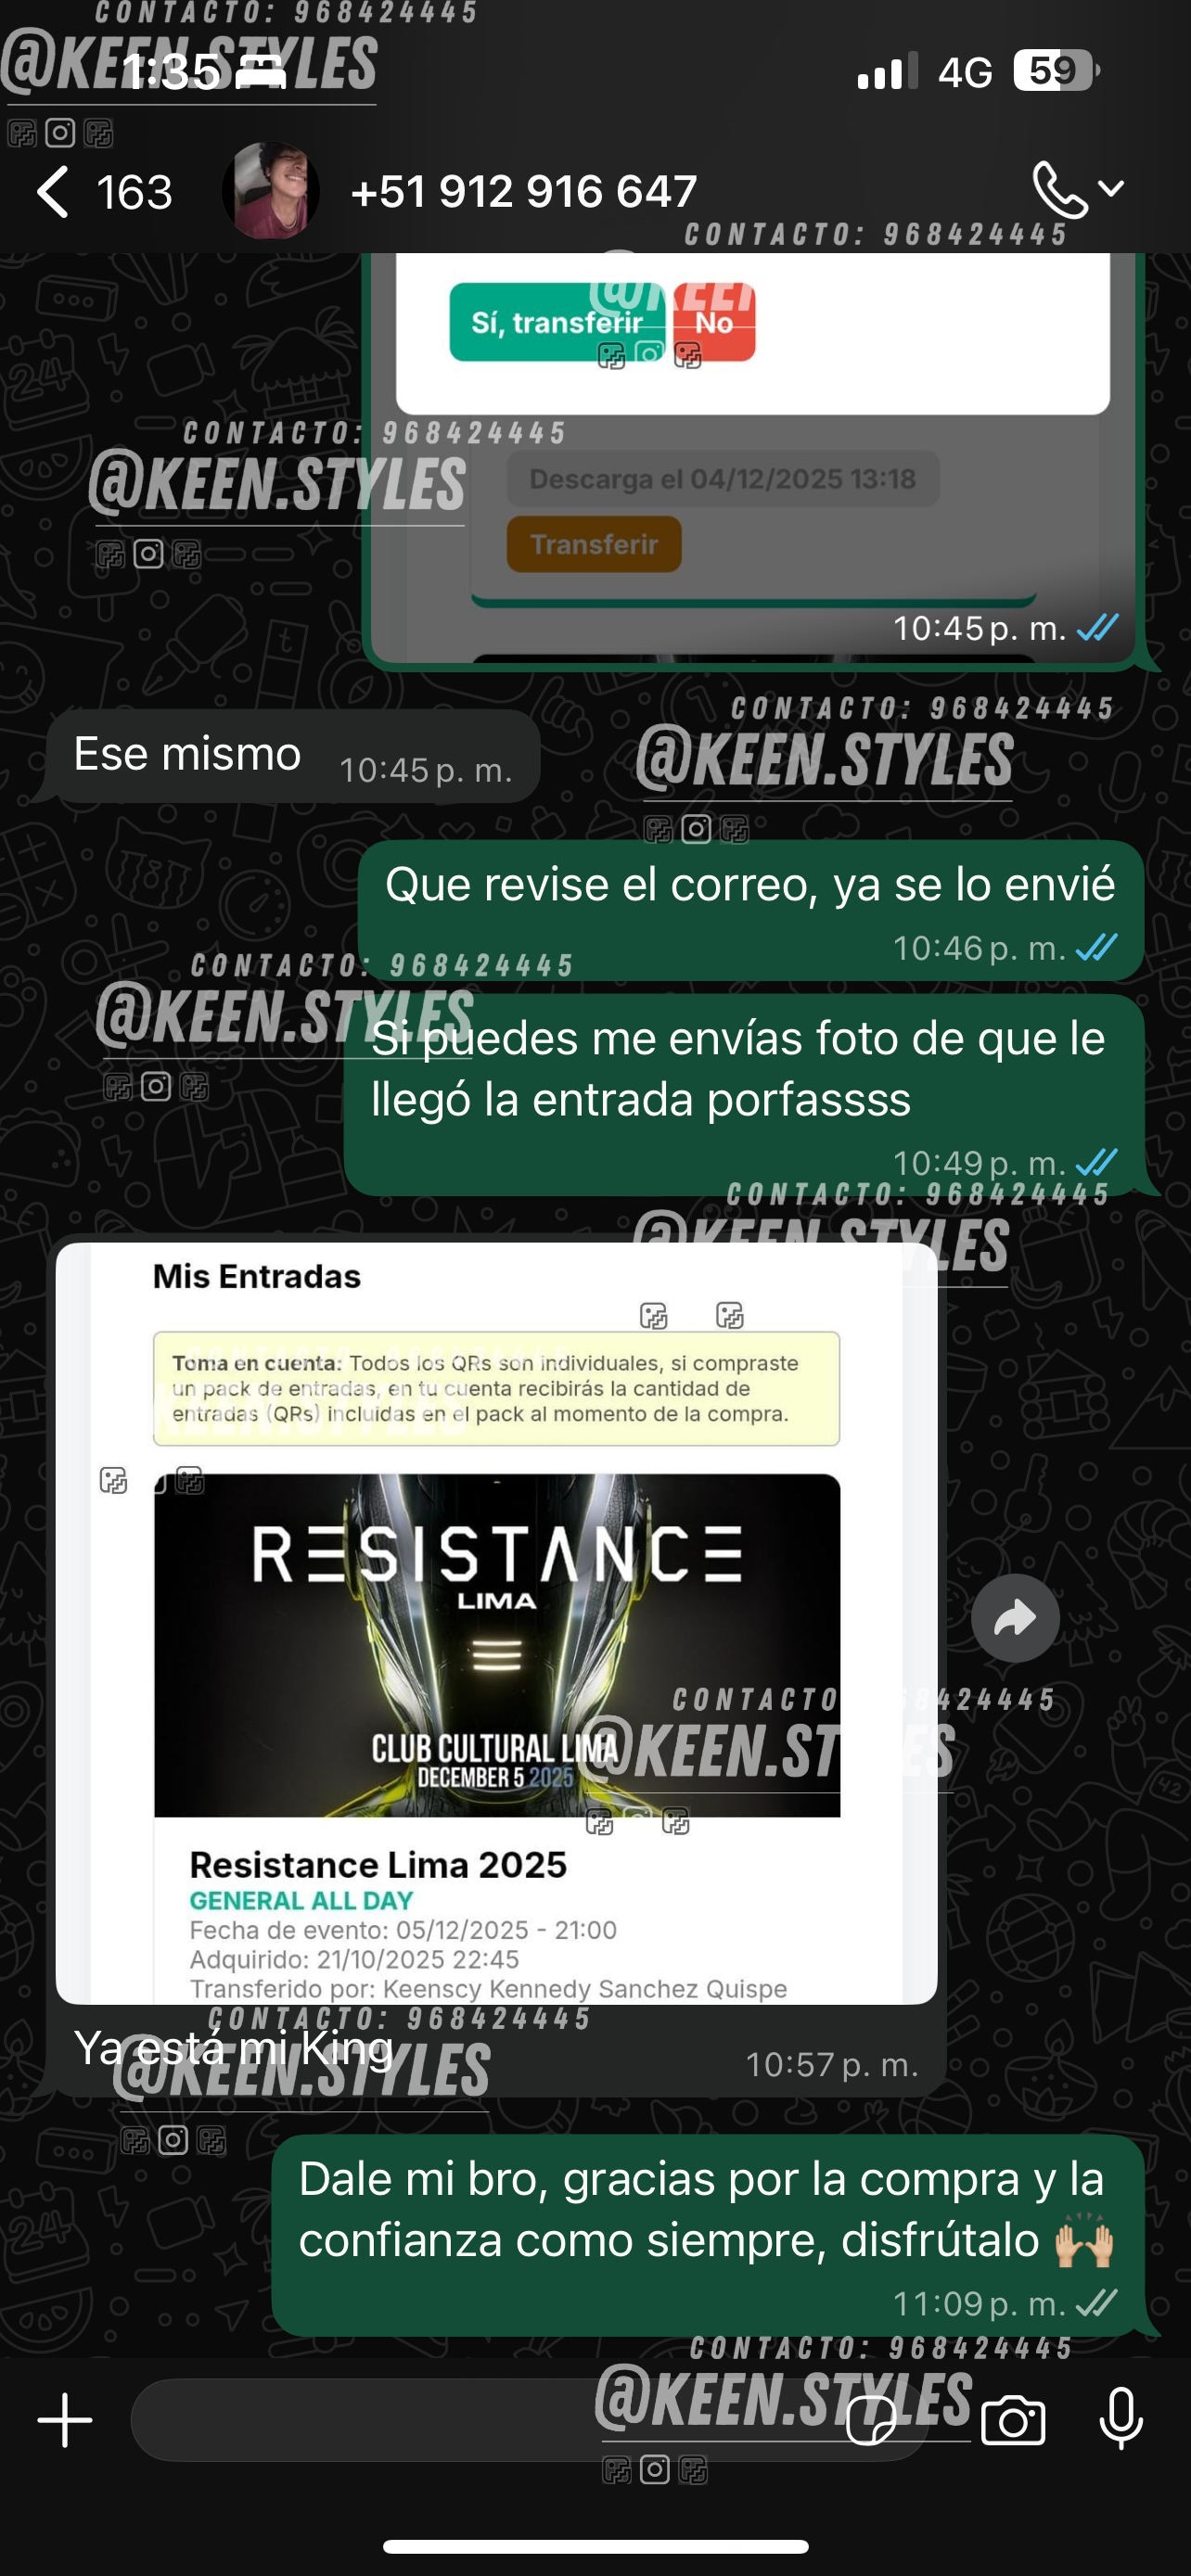 CONTACTO: 968424445
@KEEN.STYLES
1:35
4G 59
163
+51 912 916 647
CONTACTO: 968424445
Sí, transferir
No
CONTACTO: 968424445
@KEEN.STYLES
Descarga el 04/12/2025 13:18
Transferir
10:45 p. m.
CONTACTO: 968424445
@KEEN.STYLES
Ese mismo
10:45 p. m.
Que revise el correo, ya se lo envié
10:46 p. m.
CONTACTO: 968424445
@KEEN.STYLES
Si puedes me envías foto de que le
llegó la entrada porfassss
10:49 p. m.
CONTACTO: 968424445
@KEEN.STYLES
Mis Entradas
Toma en cuenta: Todos los QRs son individuales, si compraste
un pack de entradas, en tu cuenta recibirás la cantidad de
entradas (QRs) incluidas en el pack al momento de la compra.
RESISTANCE
LIMA
CONTACTO: 968424445
@KEEN.STYLES
CLUB CULTURAL LIMA
DECEMBER 5 2025
Resistance Lima 2025
GENERAL ALL DAY
Fecha de evento: 05/12/2025 - 21:00
Adquirido: 21/10/2025 22:45
Transferido por: Keenscy Kennedy Sanchez Quispe
CONTACTO: 968424445
@KEEN.STYLES
Ya está mi King
10:57 p. m.
Dale mi bro, gracias por la compra y la
confianza como siempre, disfrútalo 🙌🏼
11:09 p. m.
CONTACTO: 968424445
@KEEN.STYLES